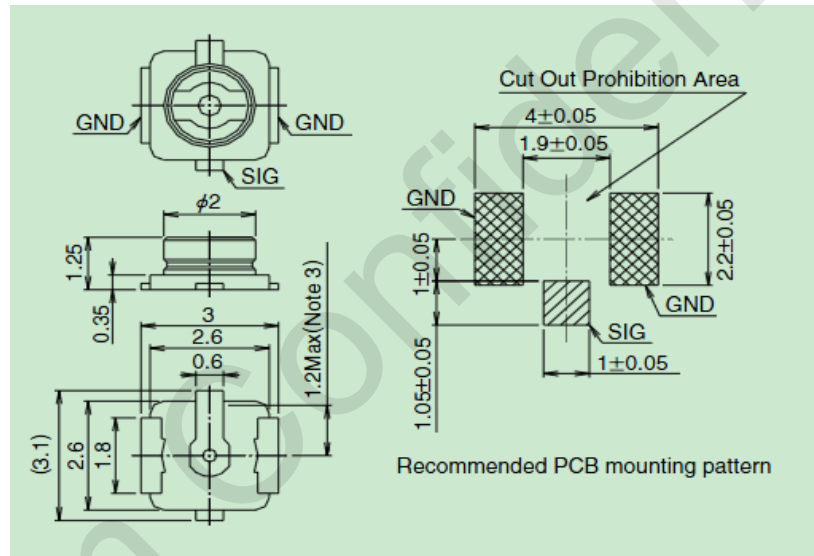 GND
GND
SIG
ϕ2
1.25
0.35
3
2.6
0.6
1.2Max(Note 3)
(3.1)
2.6
1.8
Cut Out Prohibition Area
4±0.05
1.9±0.05
GND
1±0.05
2.2±0.05
GND
SIG
1.05±0.05
1±0.05
Recommended PCB mounting pattern
n Confiden